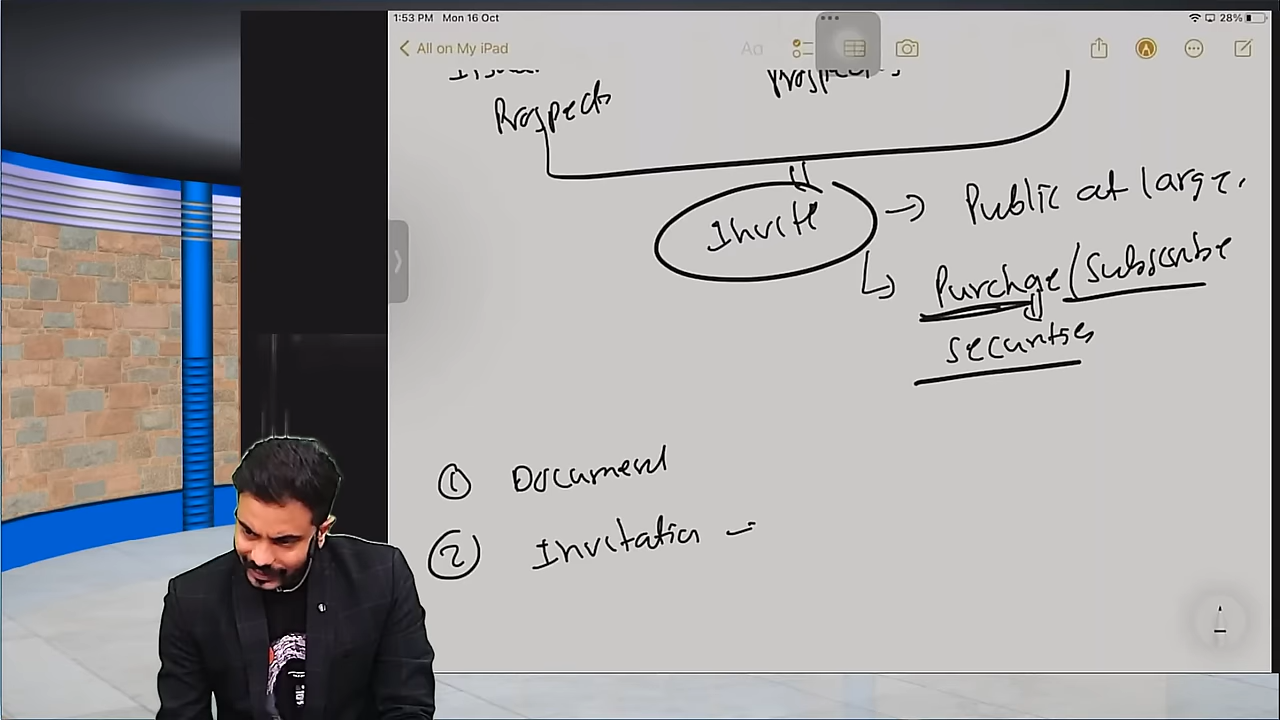 1:53 PM Mon 16 Oct
28%
All on My iPad
Aa
Prospects
Invite → Public at large.
↳ Purchase / Subscribe
securities
① Document
② Invitation -